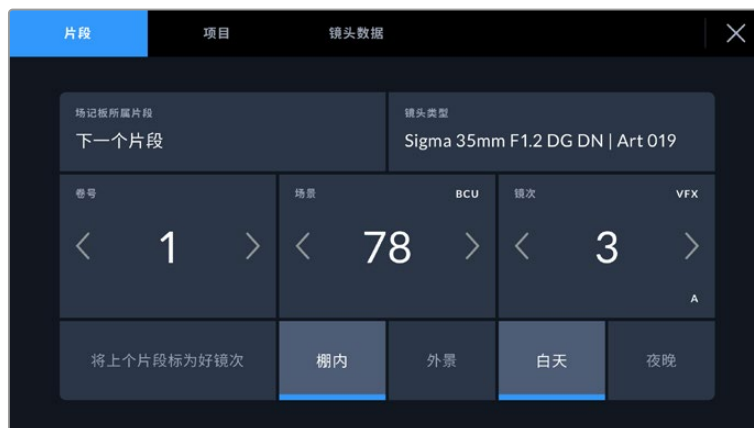 片段 项目 镜头数据
场记板所属片段 镜头类型
下一个片段 Sigma 35mm F1.2 DG DN | Art 019
卷号 场景 BCU 镜次 VFX
1 78 3
A
将上个片段标为好镜次 棚内 外景 白天 夜晚